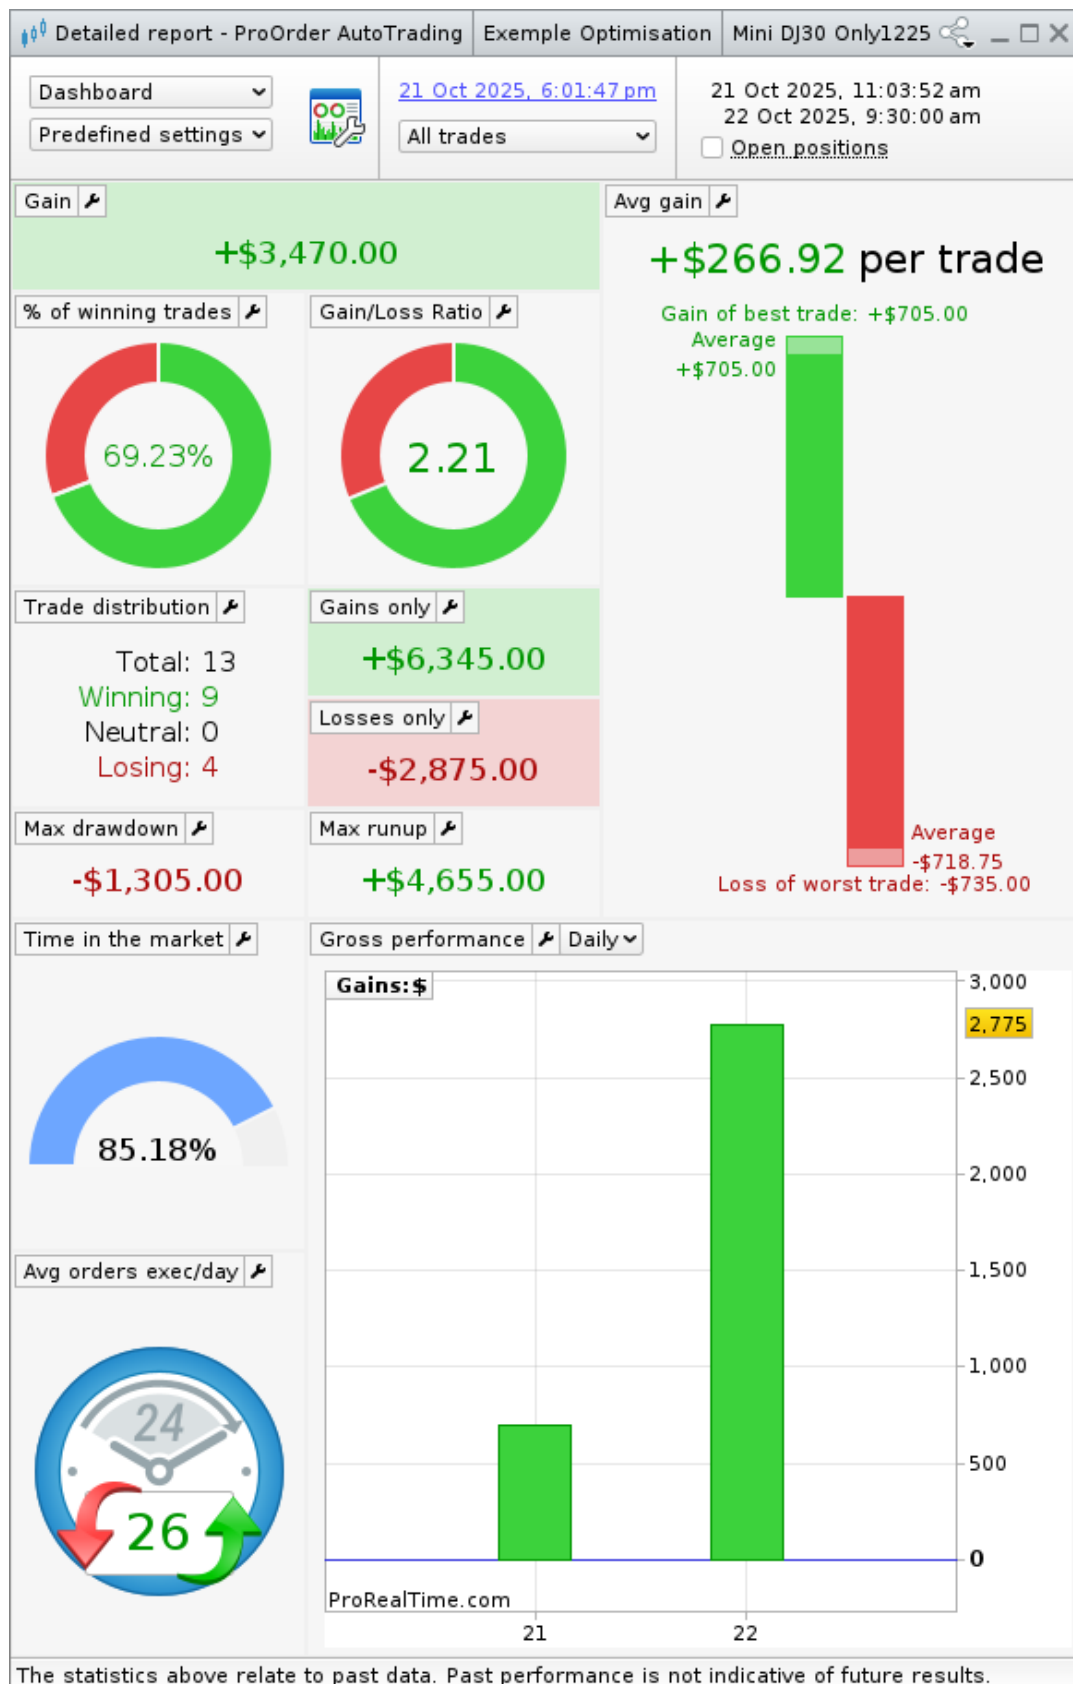 Detailed report - ProOrder AutoTrading
Exemple Optimisation
Mini DJ30 Only1225
Dashboard
Predefined settings
21 Oct 2025, 6:01:47 pm
All trades
21 Oct 2025, 11:03:52 am
22 Oct 2025, 9:30:00 am
Open positions
Gain
+$3,470.00
Avg gain
+$266.92 per trade
Gain of best trade: +$705.00
Average
+$705.00
Average
-$718.75
Loss of worst trade: -$735.00
% of winning trades
69.23%
Gain/Loss Ratio
2.21
Trade distribution
Total: 13
Winning: 9
Neutral: 0
Losing: 4
Gains only
+$6,345.00
Losses only
-$2,875.00
Max drawdown
-$1,305.00
Max runup
+$4,655.00
Time in the market
85.18%
Gross performance
Daily
Gains:$
3,000
2,775
2,500
2,000
1,500
1,000
500
0
ProRealTime.com
21
22
Avg orders exec/day
24
26
The statistics above relate to past data. Past performance is not indicative of future results.